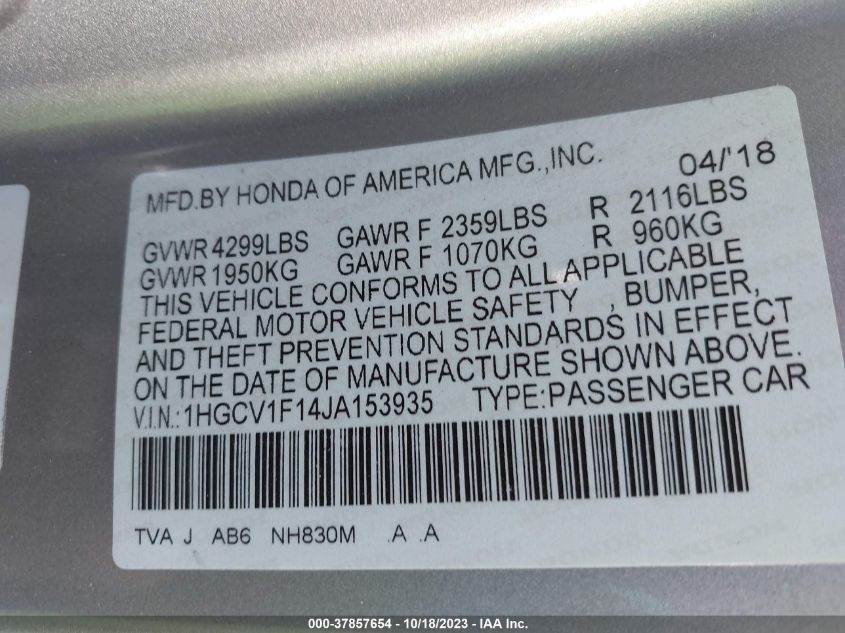 MFD.BY HONDA OF AMERICA MFG.,INC. 04/'18
GVWR 4299LBS GAWR F 2359LBS R 2116LBS
GVWR 1950KG GAWR F 1070KG R 960KG
THIS VEHICLE CONFORMS TO ALL APPLICABLE
FEDERAL MOTOR VEHICLE SAFETY , BUMPER,
AND THEFT PREVENTION STANDARDS IN EFFECT
ON THE DATE OF MANUFACTURE SHOWN ABOVE.
V.I.N.: 1HGCV1F14JA153935 TYPE:PASSENGER CAR
TVA J AB6 NH830M .A .A
000-37857654 - 10/18/2023 - IAA Inc.